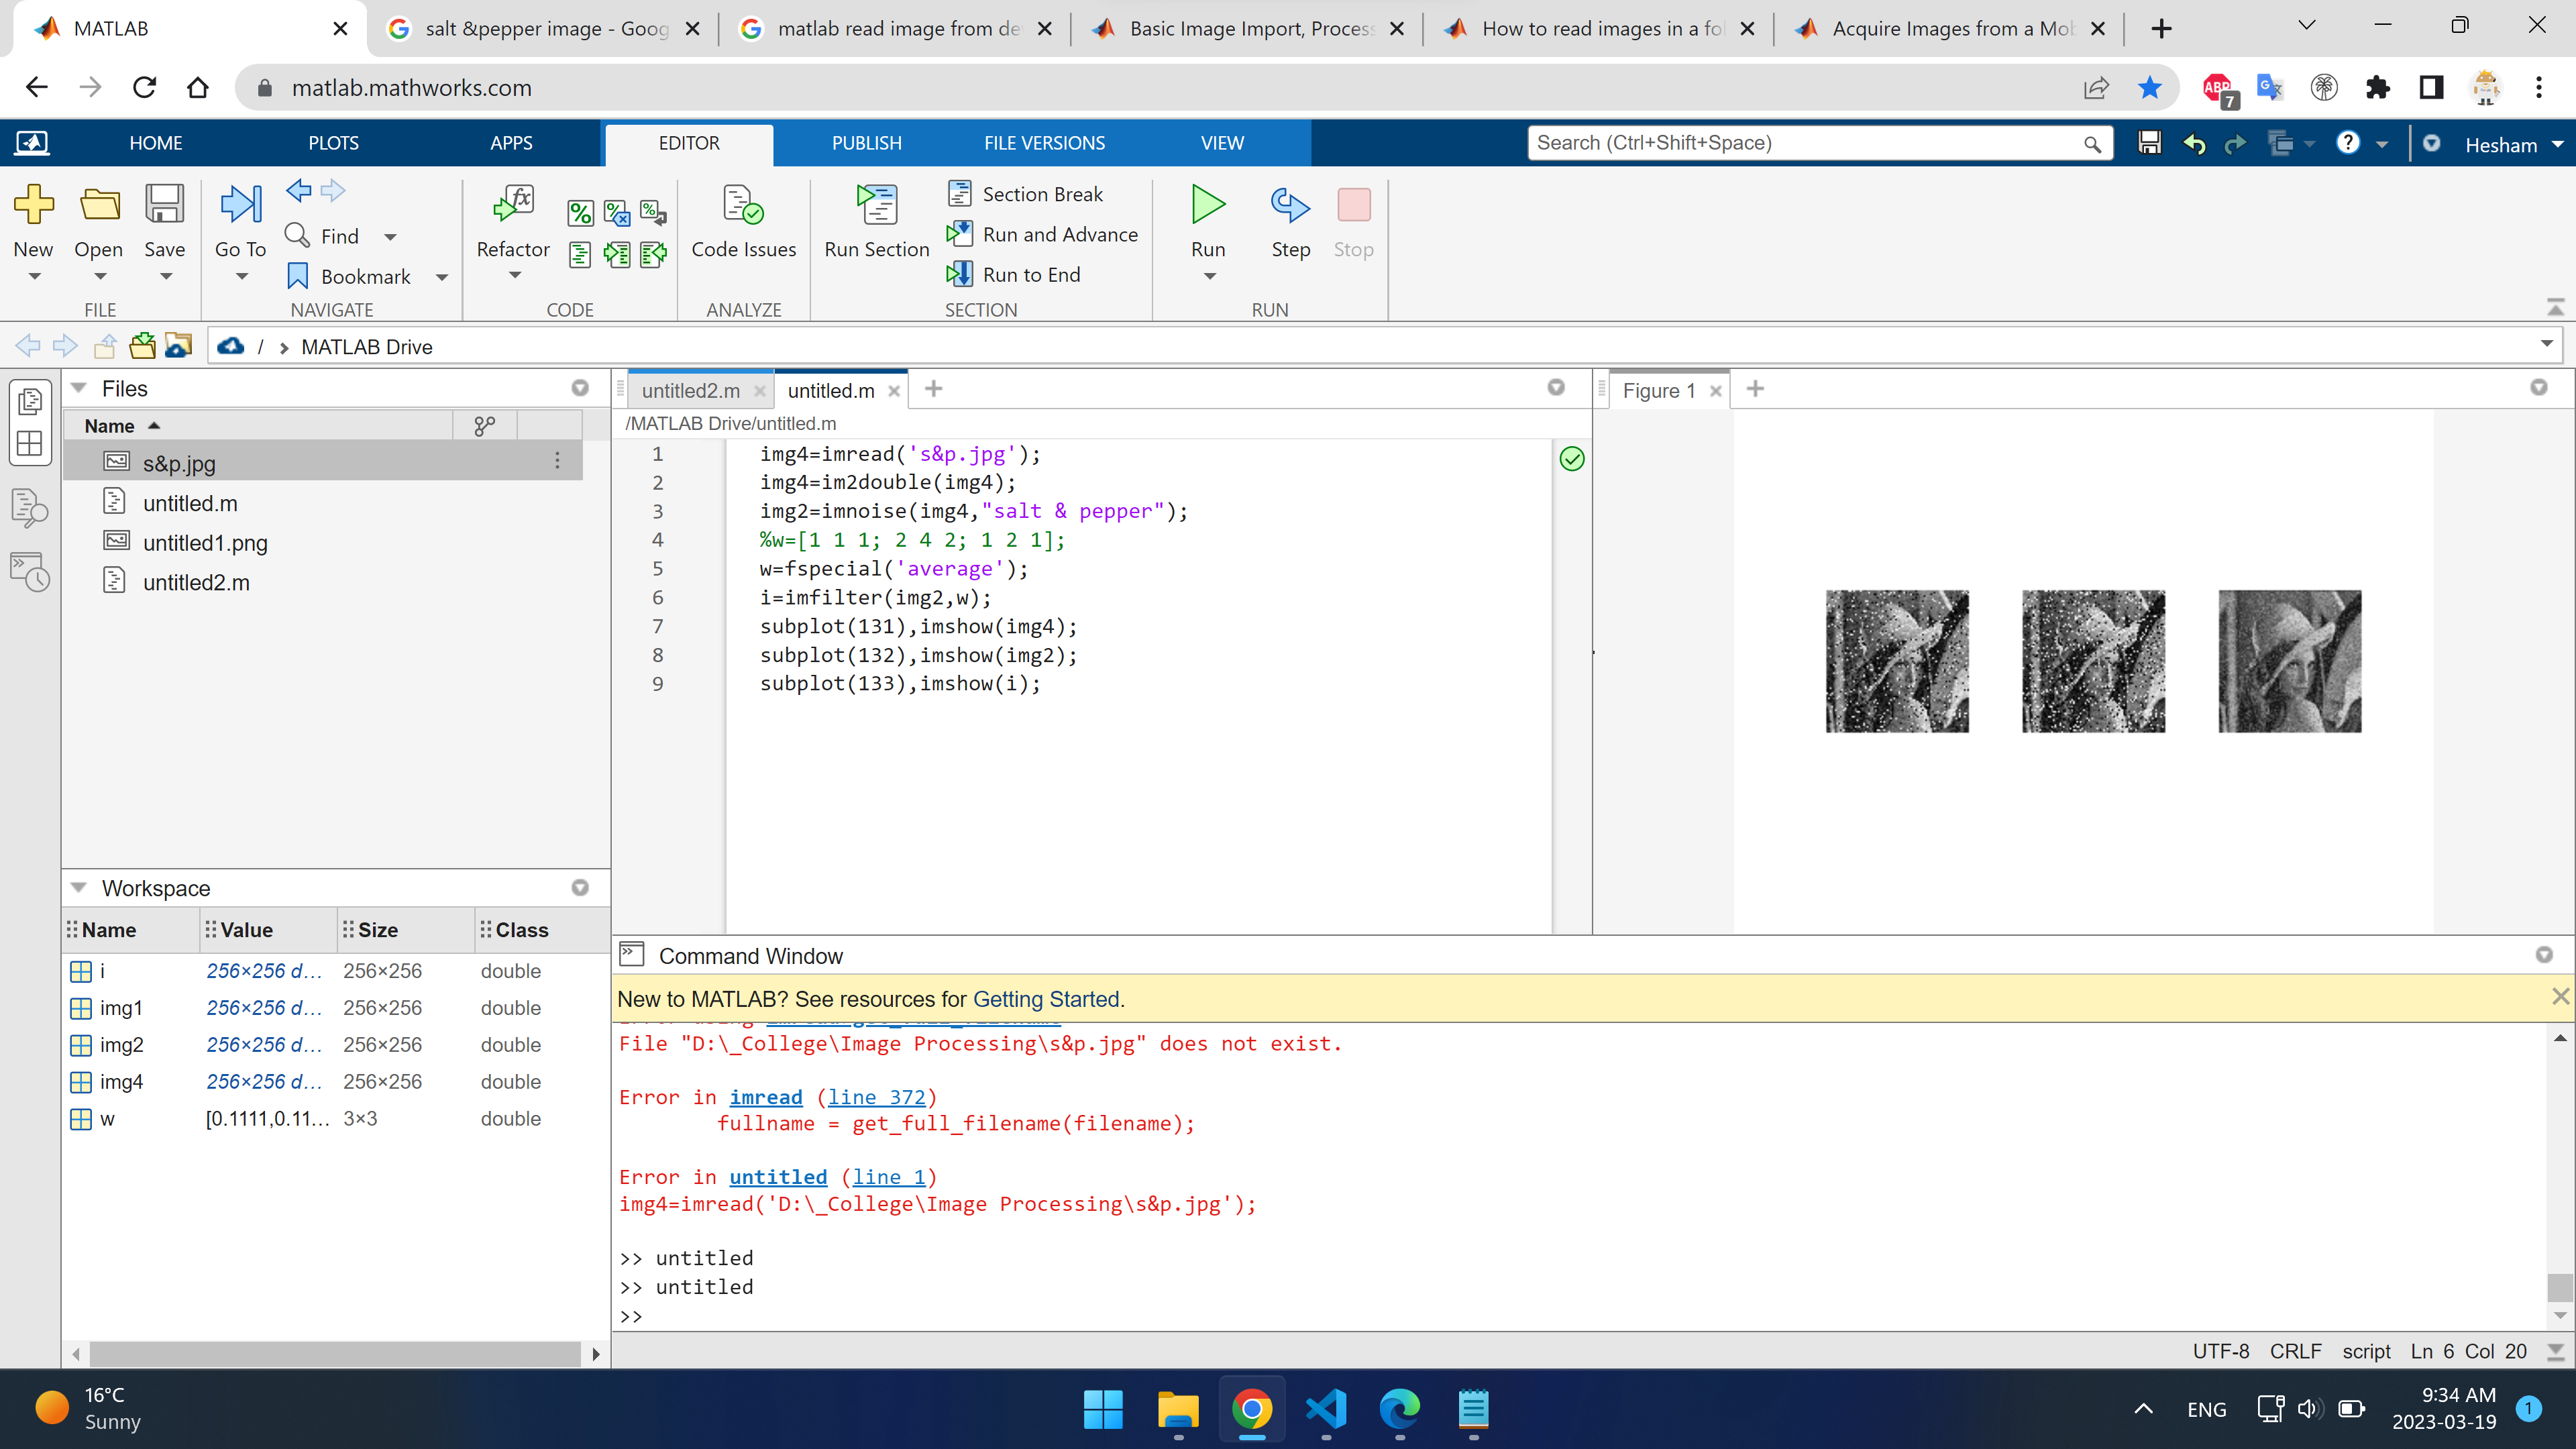 MATLAB
salt &pepper image - Goog
matlab read image from de
Basic Image Import, Process
How to read images in a fol
Acquire Images from a Mob
matlab.mathworks.com
ABP
7
HOME PLOTS APPS EDITOR PUBLISH FILE VERSIONS VIEW
Search (Ctrl+Shift+Space)
Hesham
New Open Save
FILE
Go To
Find
Bookmark
NAVIGATE
Refactor
CODE
Code Issues
ANALYZE
Run Section
Section Break
Run and Advance
Run to End
SECTION
Run Step Stop
RUN
/ › MATLAB Drive
Files
Name
s&p.jpg
untitled.m
untitled1.png
untitled2.m
Workspace
Name Value Size Class
i 256×256 d... 256×256 double
img1 256×256 d... 256×256 double
img2 256×256 d... 256×256 double
img4 256×256 d... 256×256 double
w [0.1111,0.11... 3×3 double
untitled2.m untitled.m
/MATLAB Drive/untitled.m
1 img4=imread('s&p.jpg');
2 img4=im2double(img4);
3 img2=imnoise(img4,"salt & pepper");
4 %w=[1 1 1; 2 4 2; 1 2 1];
5 w=fspecial('average');
6 i=imfilter(img2,w);
7 subplot(131),imshow(img4);
8 subplot(132),imshow(img2);
9 subplot(133),imshow(i);
Figure 1
Command Window
New to MATLAB? See resources for Getting Started.
File "D:\_College\Image Processing\s&p.jpg" does not exist.
Error in imread (line 372)
fullname = get_full_filename(filename);
Error in untitled (line 1)
img4=imread('D:\_College\Image Processing\s&p.jpg');
>> untitled
>> untitled
>>
UTF-8 CRLF script Ln 6 Col 20
16°C
Sunny
ENG
9:34 AM
2023-03-19
1